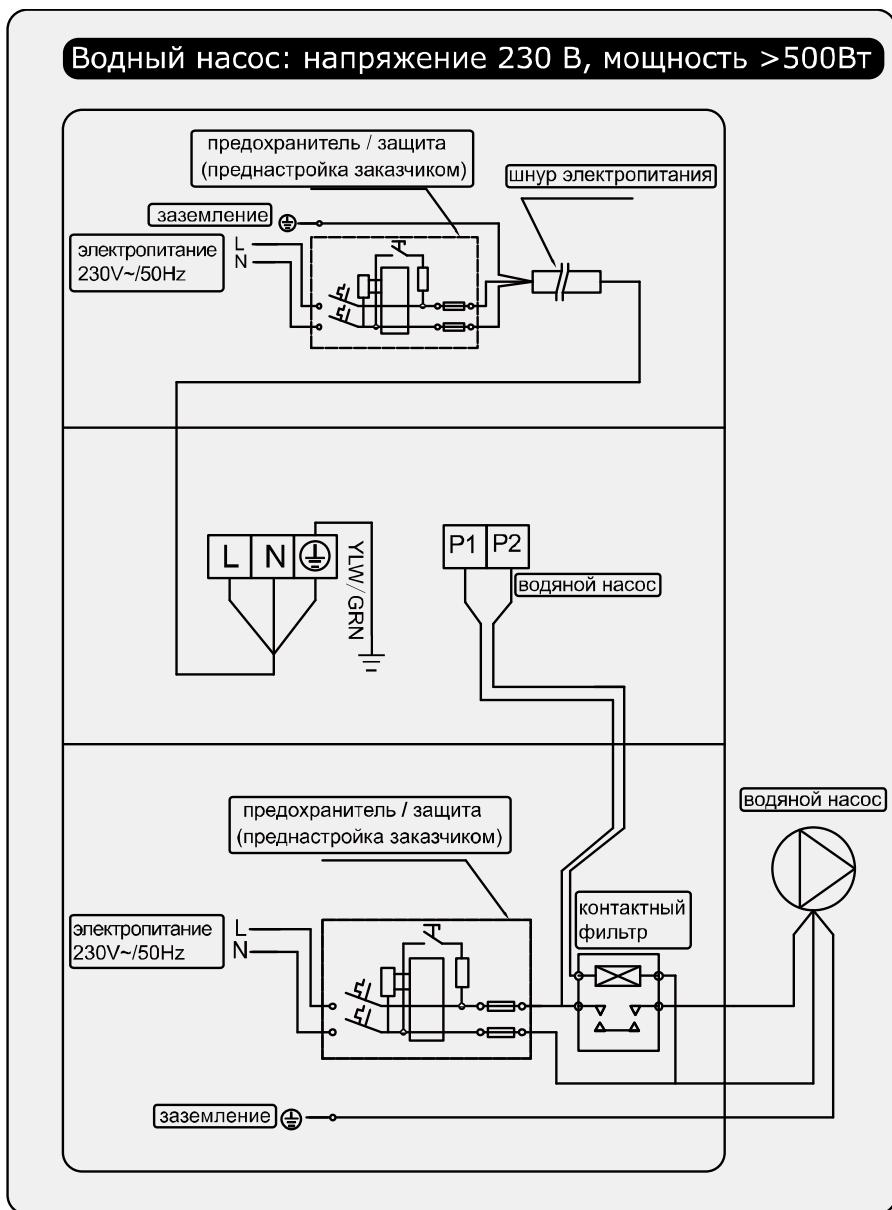 Водный насос: напряжение 230 В, мощность >500Вт
предохранитель / защита
(преднастройка заказчиком)
шнур электропитания
заземление
электропитание
230V~/50Hz
L
N
L N
YLW/GRN
P1 P2
водяной насос
водяной насос
предохранитель / защита
(преднастройка заказчиком)
контактный
фильтр
электропитание
230V~/50Hz
L
N
заземление